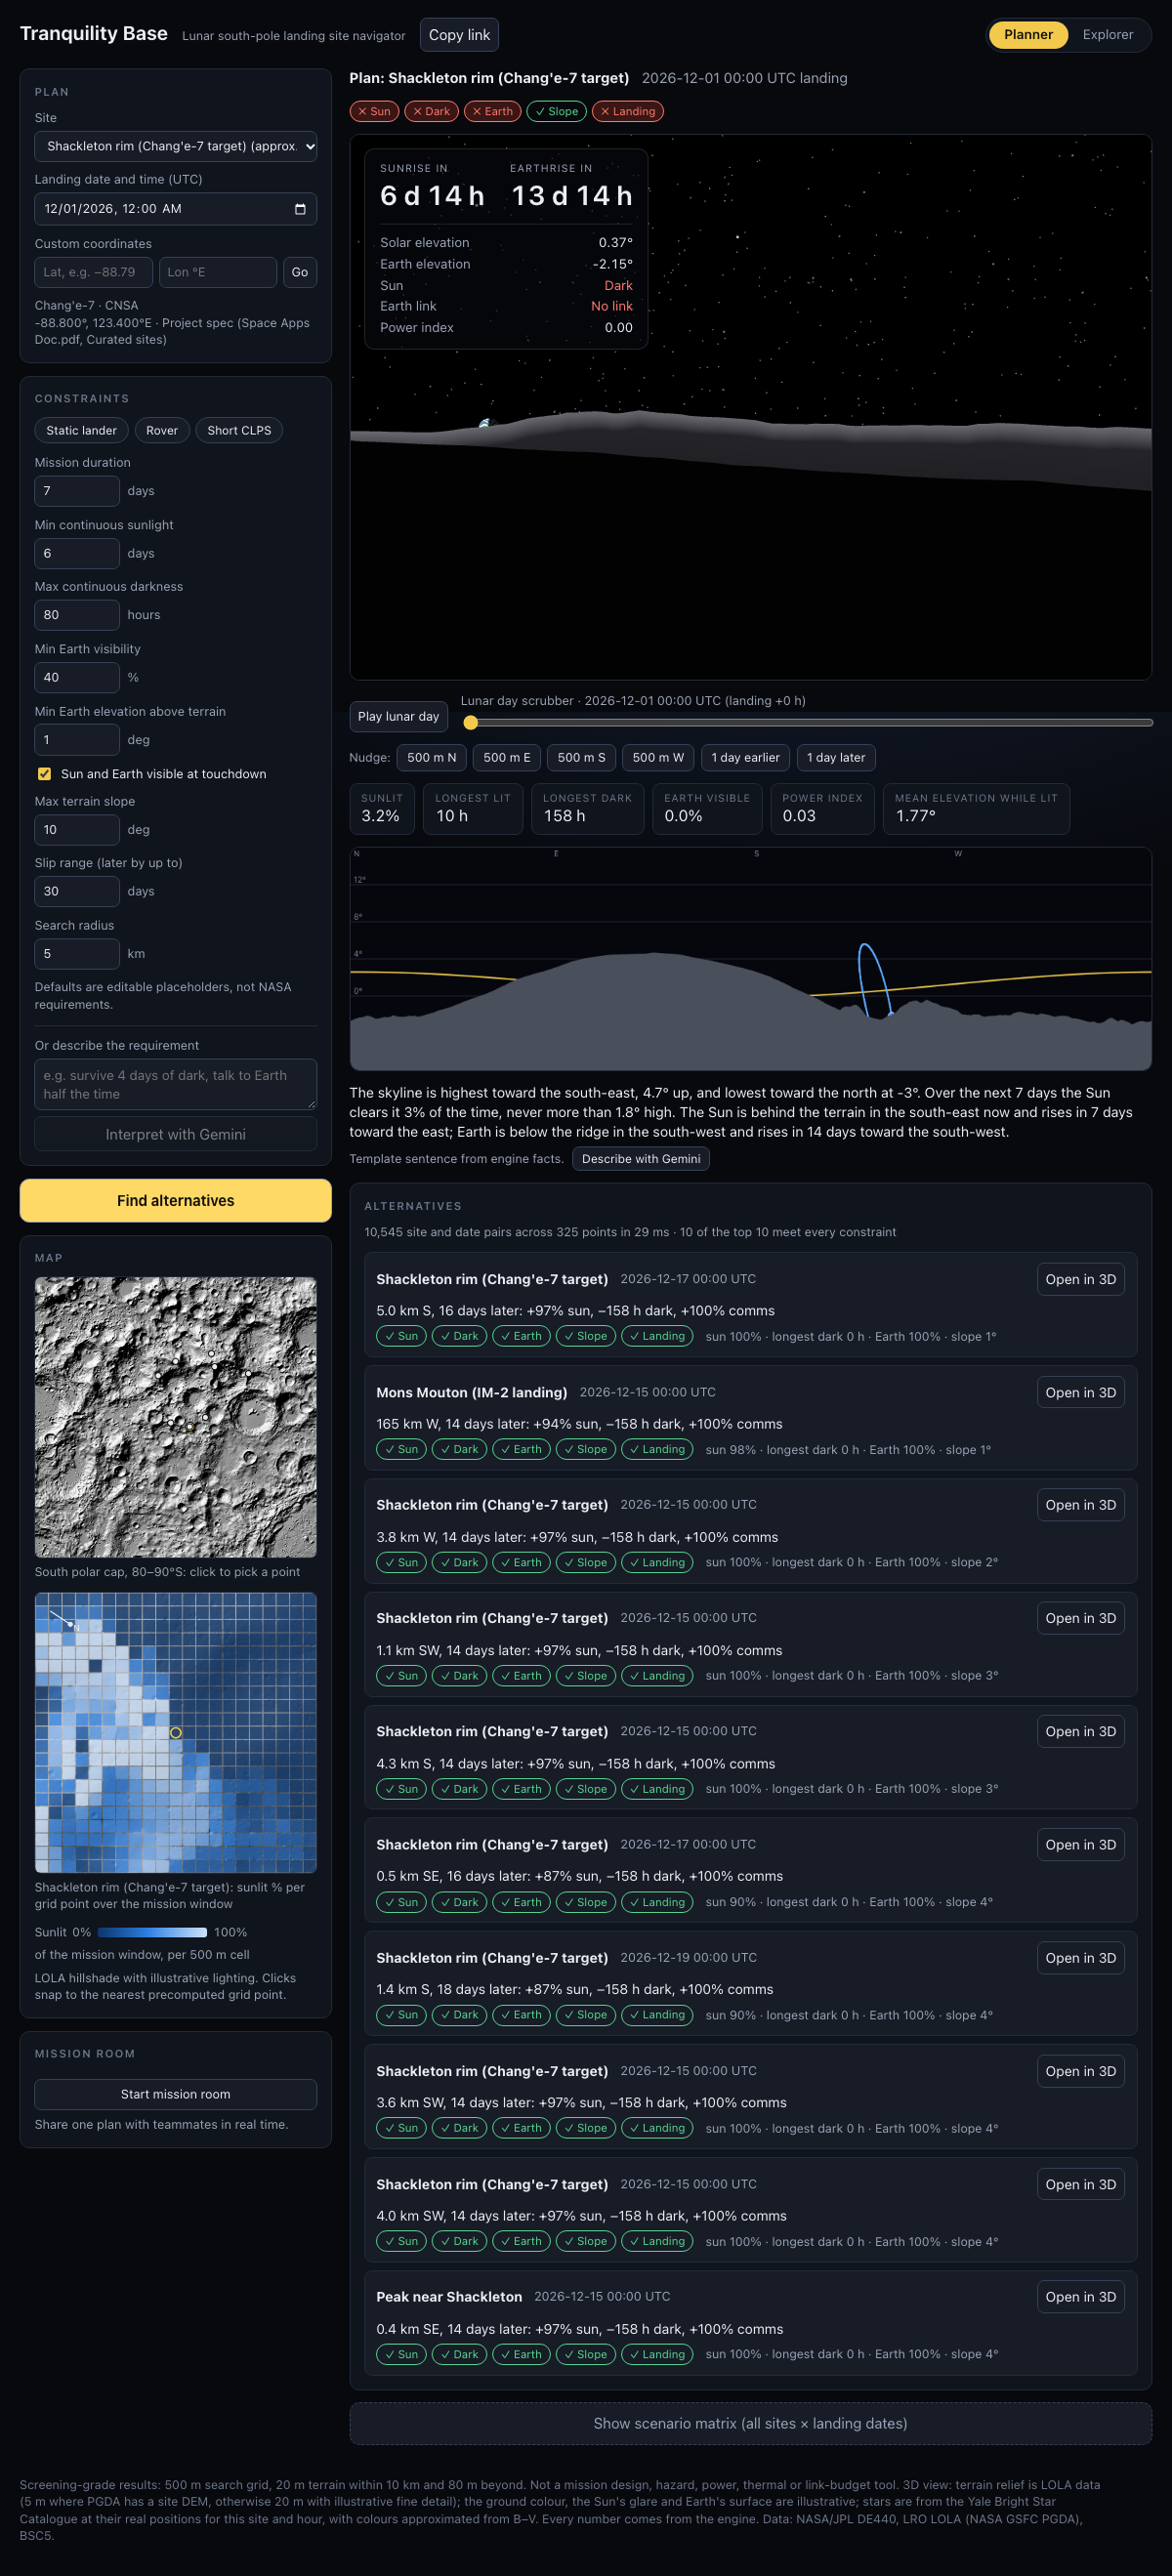 Tranquility Base
Lunar south-pole landing site navigator
Copy link
Planner
Explorer
PLAN
Site
Shackleton rim (Chang'e-7 target) (approx.
Landing date and time (UTC)
12/01/2026, 12:00 AM
Custom coordinates
Lat, e.g. −88.79
Lon °E
Go
Chang'e-7 · CNSA
-88.800°, 123.400°E · Project spec (Space Apps
Doc.pdf, Curated sites)
CONSTRAINTS
Static lander
Rover
Short CLPS
Mission duration
7 days
Min continuous sunlight
6 days
Max continuous darkness
80 hours
Min Earth visibility
40 %
Min Earth elevation above terrain
1 deg
Sun and Earth visible at touchdown
Max terrain slope
10 deg
Slip range (later by up to)
30 days
Search radius
5 km
Defaults are editable placeholders, not NASA
requirements.
Or describe the requirement
e.g. survive 4 days of dark, talk to Earth
half the time
Interpret with Gemini
Find alternatives
MAP
South polar cap, 80–90°S: click to pick a point
N
Shackleton rim (Chang'e-7 target): sunlit % per
grid point over the mission window
Sunlit 0% 100%
of the mission window, per 500 m cell
LOLA hillshade with illustrative lighting. Clicks
snap to the nearest precomputed grid point.
MISSION ROOM
Start mission room
Share one plan with teammates in real time.
Plan: Shackleton rim (Chang'e-7 target) 2026-12-01 00:00 UTC landing
✕ Sun ✕ Dark ✕ Earth ✓ Slope ✕ Landing
SUNRISE IN EARTHRISE IN
6 d 14 h 13 d 14 h
Solar elevation 0.37°
Earth elevation -2.15°
Sun Dark
Earth link No link
Power index 0.00
Play lunar day
Lunar day scrubber · 2026-12-01 00:00 UTC (landing +0 h)
Nudge: 500 m N 500 m E 500 m S 500 m W 1 day earlier 1 day later
SUNLIT
3.2%
LONGEST LIT
10 h
LONGEST DARK
158 h
EARTH VISIBLE
0.0%
POWER INDEX
0.03
MEAN ELEVATION WHILE LIT
1.77°
N E S W
12°
8°
4°
0°
The skyline is highest toward the south-east, 4.7° up, and lowest toward the north at -3°. Over the next 7 days the Sun
clears it 3% of the time, never more than 1.8° high. The Sun is behind the terrain in the south-east now and rises in 7 days
toward the east; Earth is below the ridge in the south-west and rises in 14 days toward the south-west.
Template sentence from engine facts. Describe with Gemini
ALTERNATIVES
10,545 site and date pairs across 325 points in 29 ms · 10 of the top 10 meet every constraint
Shackleton rim (Chang'e-7 target) 2026-12-17 00:00 UTC Open in 3D
5.0 km S, 16 days later: +97% sun, −158 h dark, +100% comms
✓ Sun ✓ Dark ✓ Earth ✓ Slope ✓ Landing sun 100% · longest dark 0 h · Earth 100% · slope 1°
Mons Mouton (IM-2 landing) 2026-12-15 00:00 UTC Open in 3D
165 km W, 14 days later: +94% sun, −158 h dark, +100% comms
✓ Sun ✓ Dark ✓ Earth ✓ Slope ✓ Landing sun 98% · longest dark 0 h · Earth 100% · slope 1°
Shackleton rim (Chang'e-7 target) 2026-12-15 00:00 UTC Open in 3D
3.8 km W, 14 days later: +97% sun, −158 h dark, +100% comms
✓ Sun ✓ Dark ✓ Earth ✓ Slope ✓ Landing sun 100% · longest dark 0 h · Earth 100% · slope 2°
Shackleton rim (Chang'e-7 target) 2026-12-15 00:00 UTC Open in 3D
1.1 km SW, 14 days later: +97% sun, −158 h dark, +100% comms
✓ Sun ✓ Dark ✓ Earth ✓ Slope ✓ Landing sun 100% · longest dark 0 h · Earth 100% · slope 3°
Shackleton rim (Chang'e-7 target) 2026-12-15 00:00 UTC Open in 3D
4.3 km S, 14 days later: +97% sun, −158 h dark, +100% comms
✓ Sun ✓ Dark ✓ Earth ✓ Slope ✓ Landing sun 100% · longest dark 0 h · Earth 100% · slope 3°
Shackleton rim (Chang'e-7 target) 2026-12-17 00:00 UTC Open in 3D
0.5 km SE, 16 days later: +87% sun, −158 h dark, +100% comms
✓ Sun ✓ Dark ✓ Earth ✓ Slope ✓ Landing sun 90% · longest dark 0 h · Earth 100% · slope 4°
Shackleton rim (Chang'e-7 target) 2026-12-19 00:00 UTC Open in 3D
1.4 km S, 18 days later: +87% sun, −158 h dark, +100% comms
✓ Sun ✓ Dark ✓ Earth ✓ Slope ✓ Landing sun 90% · longest dark 0 h · Earth 100% · slope 4°
Shackleton rim (Chang'e-7 target) 2026-12-15 00:00 UTC Open in 3D
3.6 km SW, 14 days later: +97% sun, −158 h dark, +100% comms
✓ Sun ✓ Dark ✓ Earth ✓ Slope ✓ Landing sun 100% · longest dark 0 h · Earth 100% · slope 4°
Shackleton rim (Chang'e-7 target) 2026-12-15 00:00 UTC Open in 3D
4.0 km SW, 14 days later: +97% sun, −158 h dark, +100% comms
✓ Sun ✓ Dark ✓ Earth ✓ Slope ✓ Landing sun 100% · longest dark 0 h · Earth 100% · slope 4°
Peak near Shackleton 2026-12-15 00:00 UTC Open in 3D
0.4 km SE, 14 days later: +97% sun, −158 h dark, +100% comms
✓ Sun ✓ Dark ✓ Earth ✓ Slope ✓ Landing sun 100% · longest dark 0 h · Earth 100% · slope 4°
Show scenario matrix (all sites × landing dates)
Screening-grade results: 500 m search grid, 20 m terrain within 10 km and 80 m beyond. Not a mission design, hazard, power, thermal or link-budget tool. 3D view: terrain relief is LOLA data
(5 m where PGDA has a site DEM, otherwise 20 m with illustrative fine detail); the ground colour, the Sun's glare and Earth's surface are illustrative; stars are from the Yale Bright Star
Catalogue at their real positions for this site and hour, with colours approximated from B–V. Every number comes from the engine. Data: NASA/JPL DE440, LRO LOLA (NASA GSFC PGDA),
BSC5.